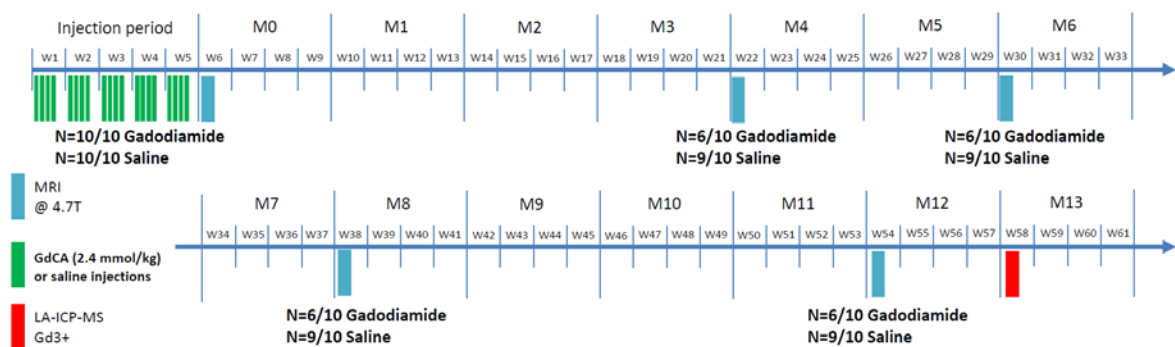 Injection period M0 M1 M2 M3 M4 M5 M6
W1 W2 W3 W4 W5 W6 W7 W8 W9 W10 W11 W12 W13 W14 W15 W16 W17 W18 W19 W20 W21 W22 W23 W24 W25 W26 W27 W28 W29 W30 W31 W32 W33
N=10/10 Gadodiamide N=6/10 Gadodiamide N=6/10 Gadodiamide
N=10/10 Saline N=9/10 Saline N=9/10 Saline
MRI
@ 4.7T
M7 M8 M9 M10 M11 M12 M13
W34 W35 W36 W37 W38 W39 W40 W41 W42 W43 W44 W45 W46 W47 W48 W49 W50 W51 W52 W53 W54 W55 W56 W57 W58 W59 W60 W61
GdCA (2.4 mmol/kg)
or saline injections
LA-ICP-MS
Gd3+
N=6/10 Gadodiamide N=6/10 Gadodiamide
N=9/10 Saline N=9/10 Saline